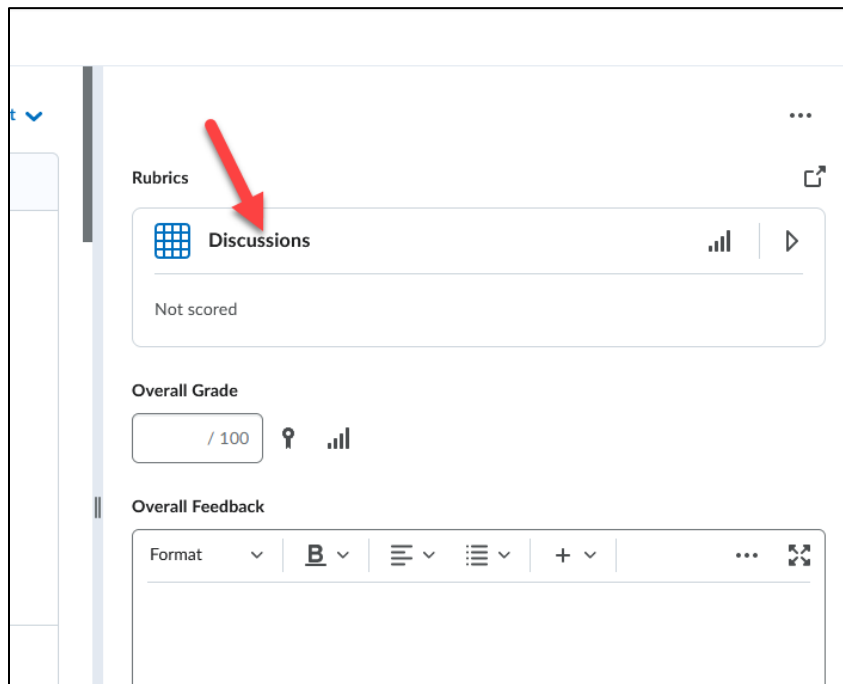 t
Rubrics
Discussions
Not scored
Overall Grade
/ 100
Overall Feedback
Format
B